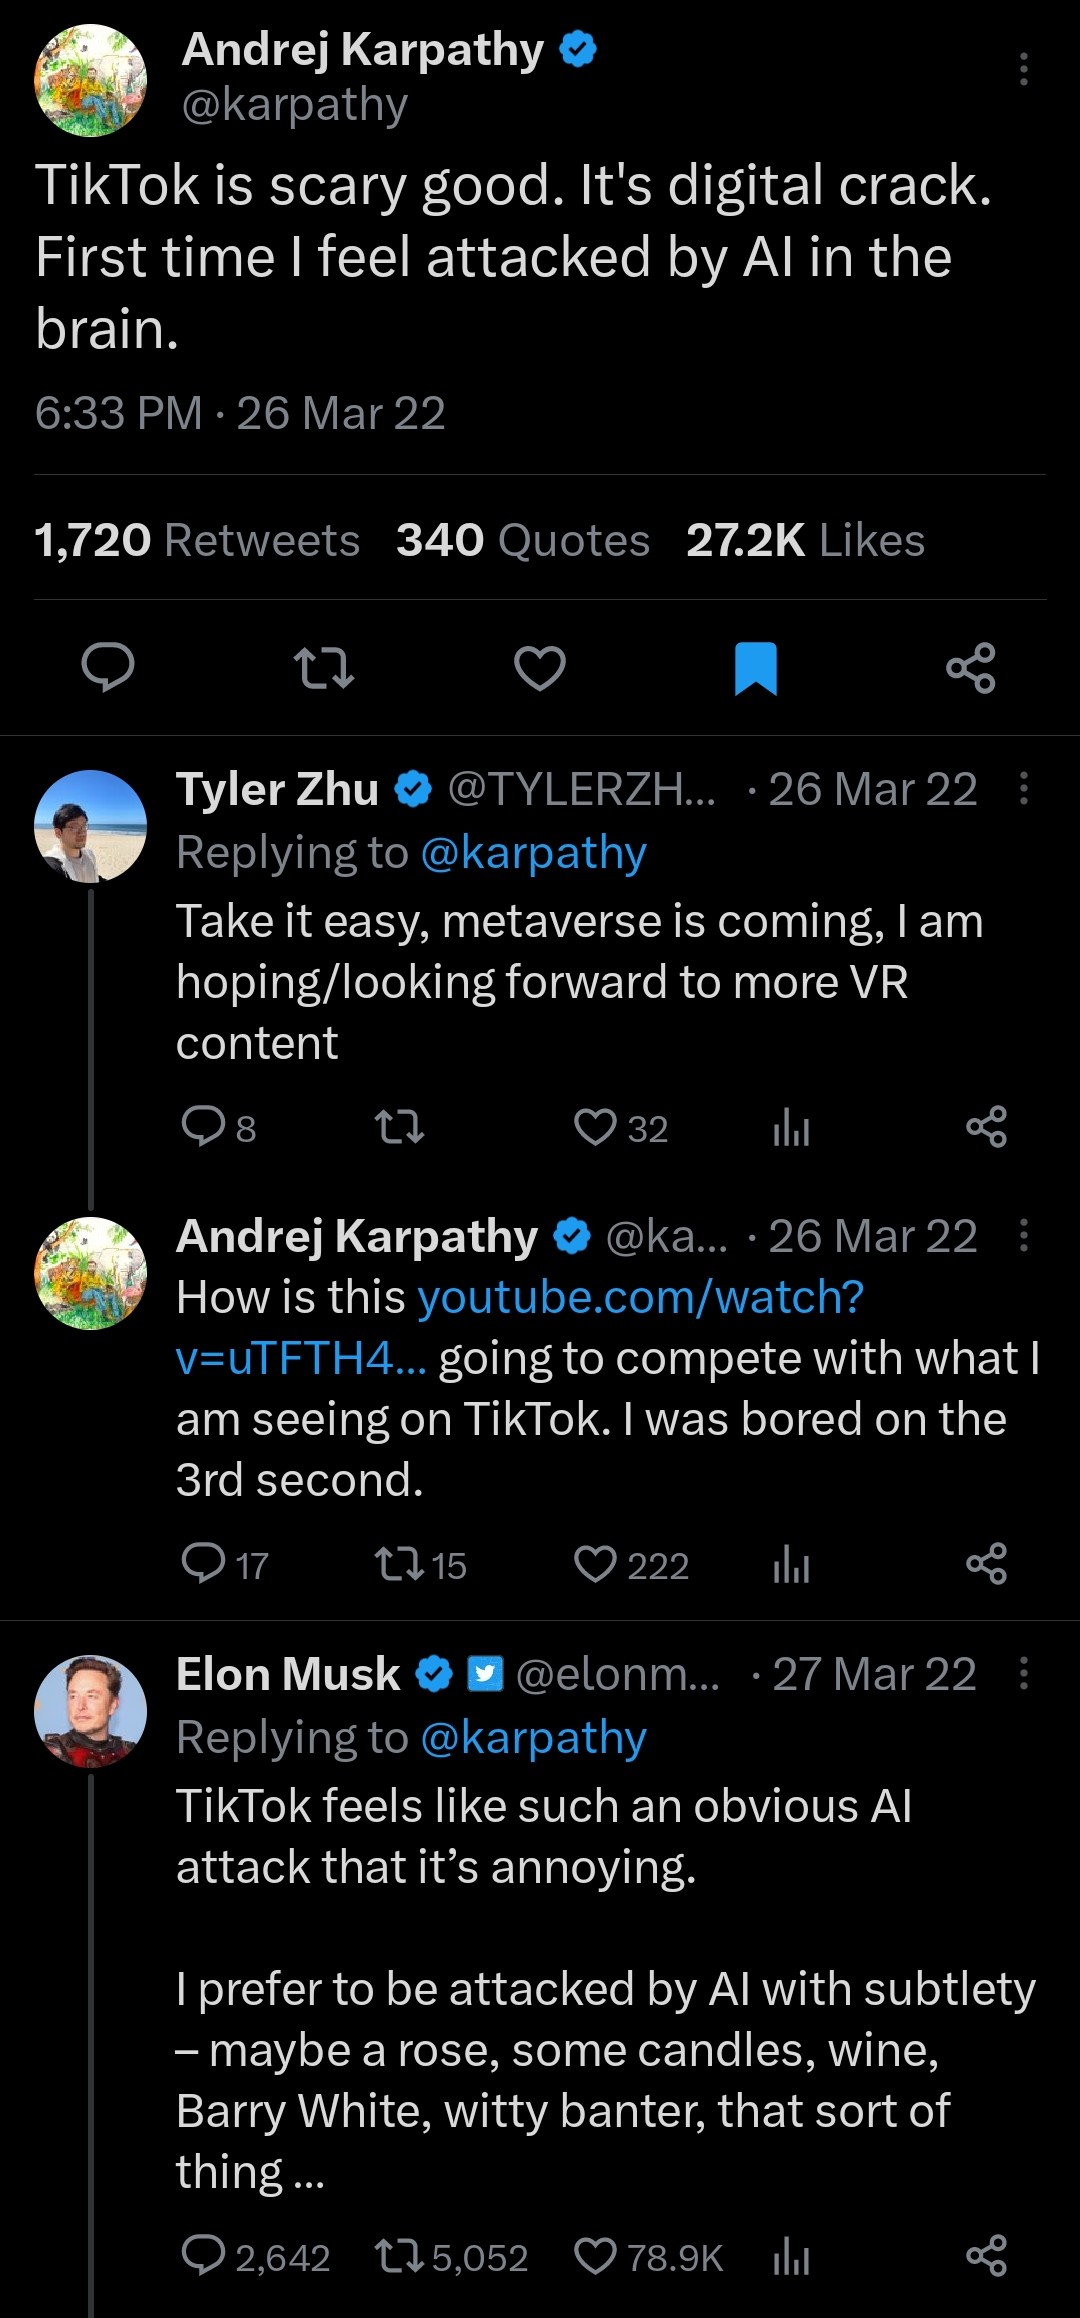 Andrej Karpathy
@karpathy
TikTok is scary good. It's digital crack.
First time I feel attacked by AI in the
brain.
6:33 PM · 26 Mar 22
1,720 Retweets 340 Quotes 27.2K Likes
Tyler Zhu @TYLERZH... · 26 Mar 22
Replying to @karpathy
Take it easy, metaverse is coming, I am
hoping/looking forward to more VR
content
8 32
Andrej Karpathy @ka... · 26 Mar 22
How is this youtube.com/watch?
v=uTFTH4... going to compete with what I
am seeing on TikTok. I was bored on the
3rd second.
17 15 222
Elon Musk @elonm... · 27 Mar 22
Replying to @karpathy
TikTok feels like such an obvious AI
attack that it’s annoying.
I prefer to be attacked by AI with subtlety
– maybe a rose, some candles, wine,
Barry White, witty banter, that sort of
thing ...
2,642 5,052 78.9K